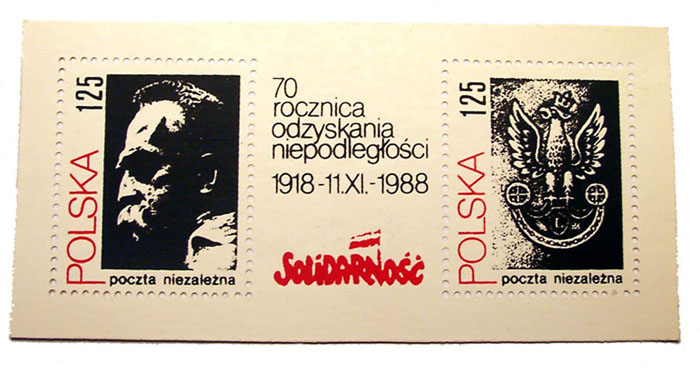 125
POLSKA
poczta niezależna
70
rocznica
odzyskania
niepodległości
1918-11.XI.-1988
SOLIDARNOŚĆ
125
POLSKA
poczta niezależna